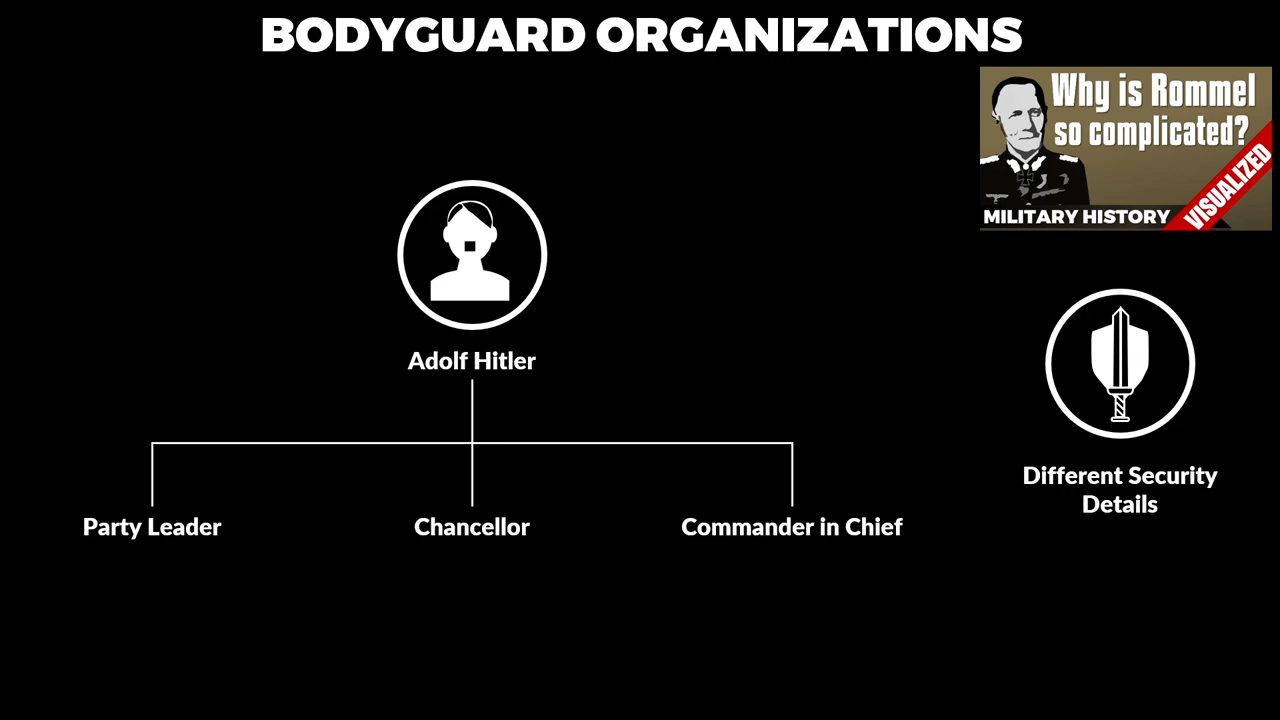 BODYGUARD ORGANIZATIONS
Why is Rommel
so complicated?
MILITARY HISTORY
VISUALIZED
Adolf Hitler
Different Security
Details
Party Leader
Chancellor
Commander in Chief